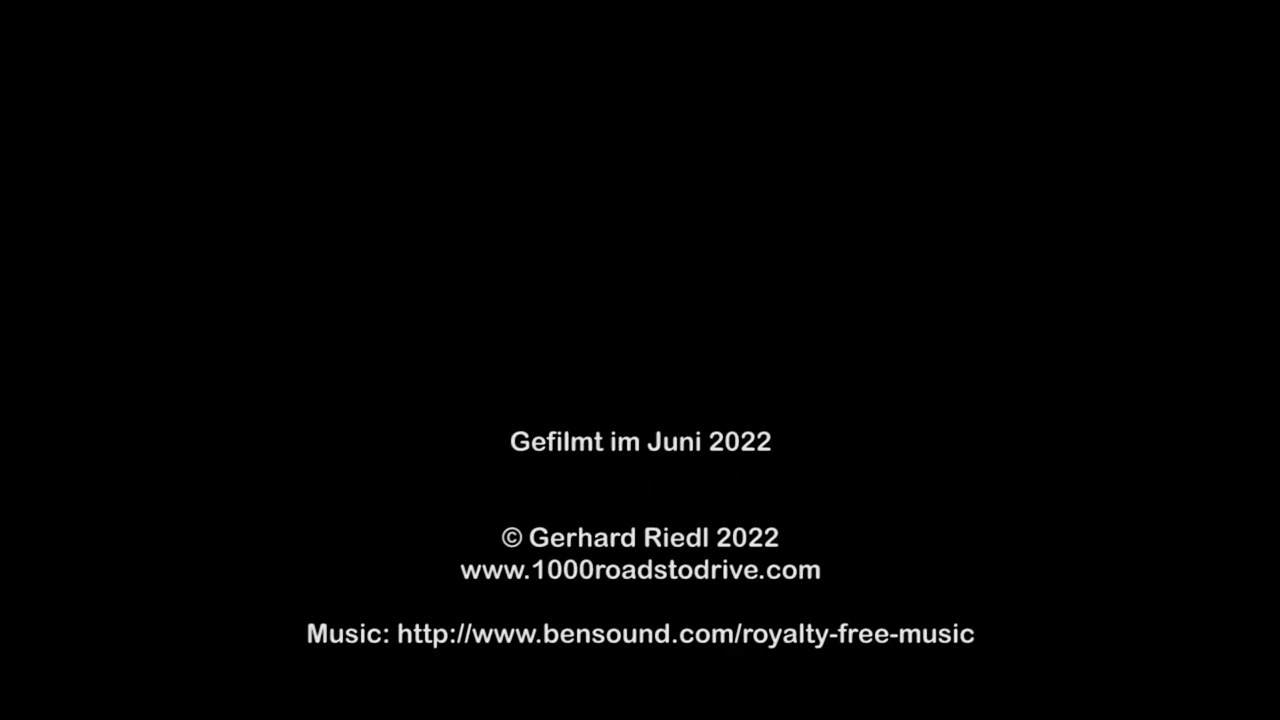 Gefilmt im Juni 2022
© Gerhard Riedl 2022
www.1000roadstodrive.com
Music: http://www.bensound.com/royalty-free-music